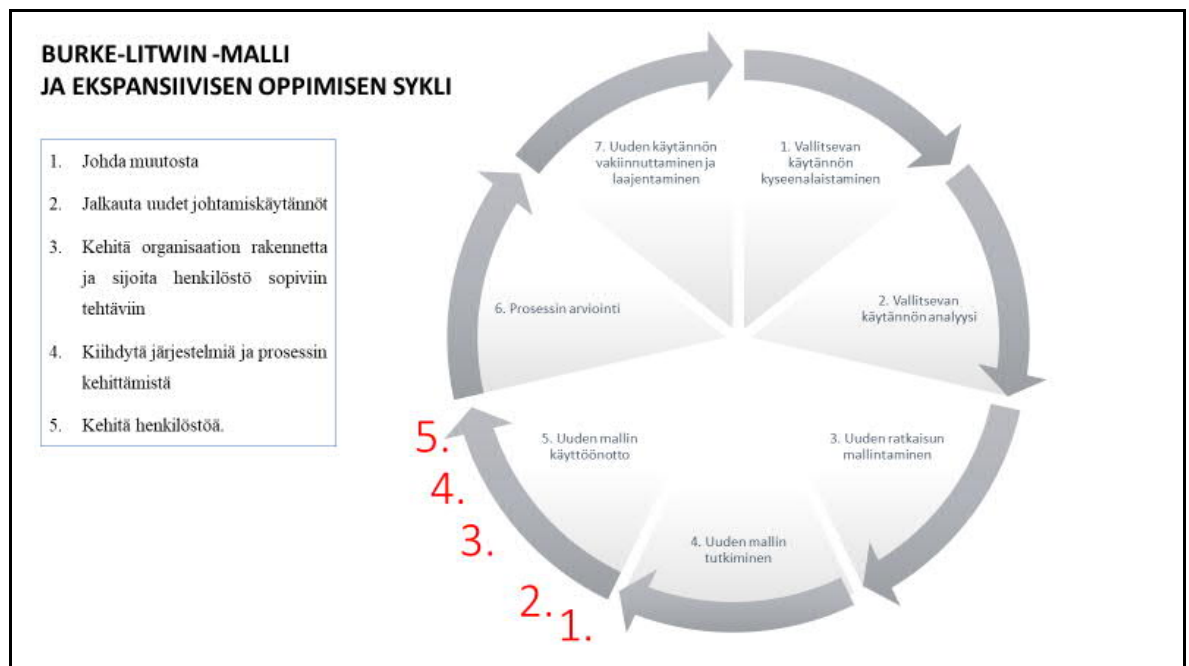 BURKE-LITWIN -MALLI
JA EKSPANSIIVISEN OPPIMISEN SYKLI
1. Johda muutosta
2. Jalkauta uudet johtamiskäytännöt
3. Kehitä organisaation rakennetta
ja sijoita henkilöstö sopiviin
tehtäviin
4. Kiihdytä järjestelmiä ja prosessin
kehittämistä
5. Kehitä henkilöstöä.
1. Vallitsevan
käytännön
kyseenalaistaminen
2. Vallitsevan
käytännön analyysi
3. Uuden ratkaisun
mallintaminen
4. Uuden mallin
tutkiminen
5. Uuden mallin
käyttöönotto
6. Prosessin arviointi
7. Uuden käytännön
vakiinnuttaminen ja
laajentaminen
5.
4.
3.
2.
1.